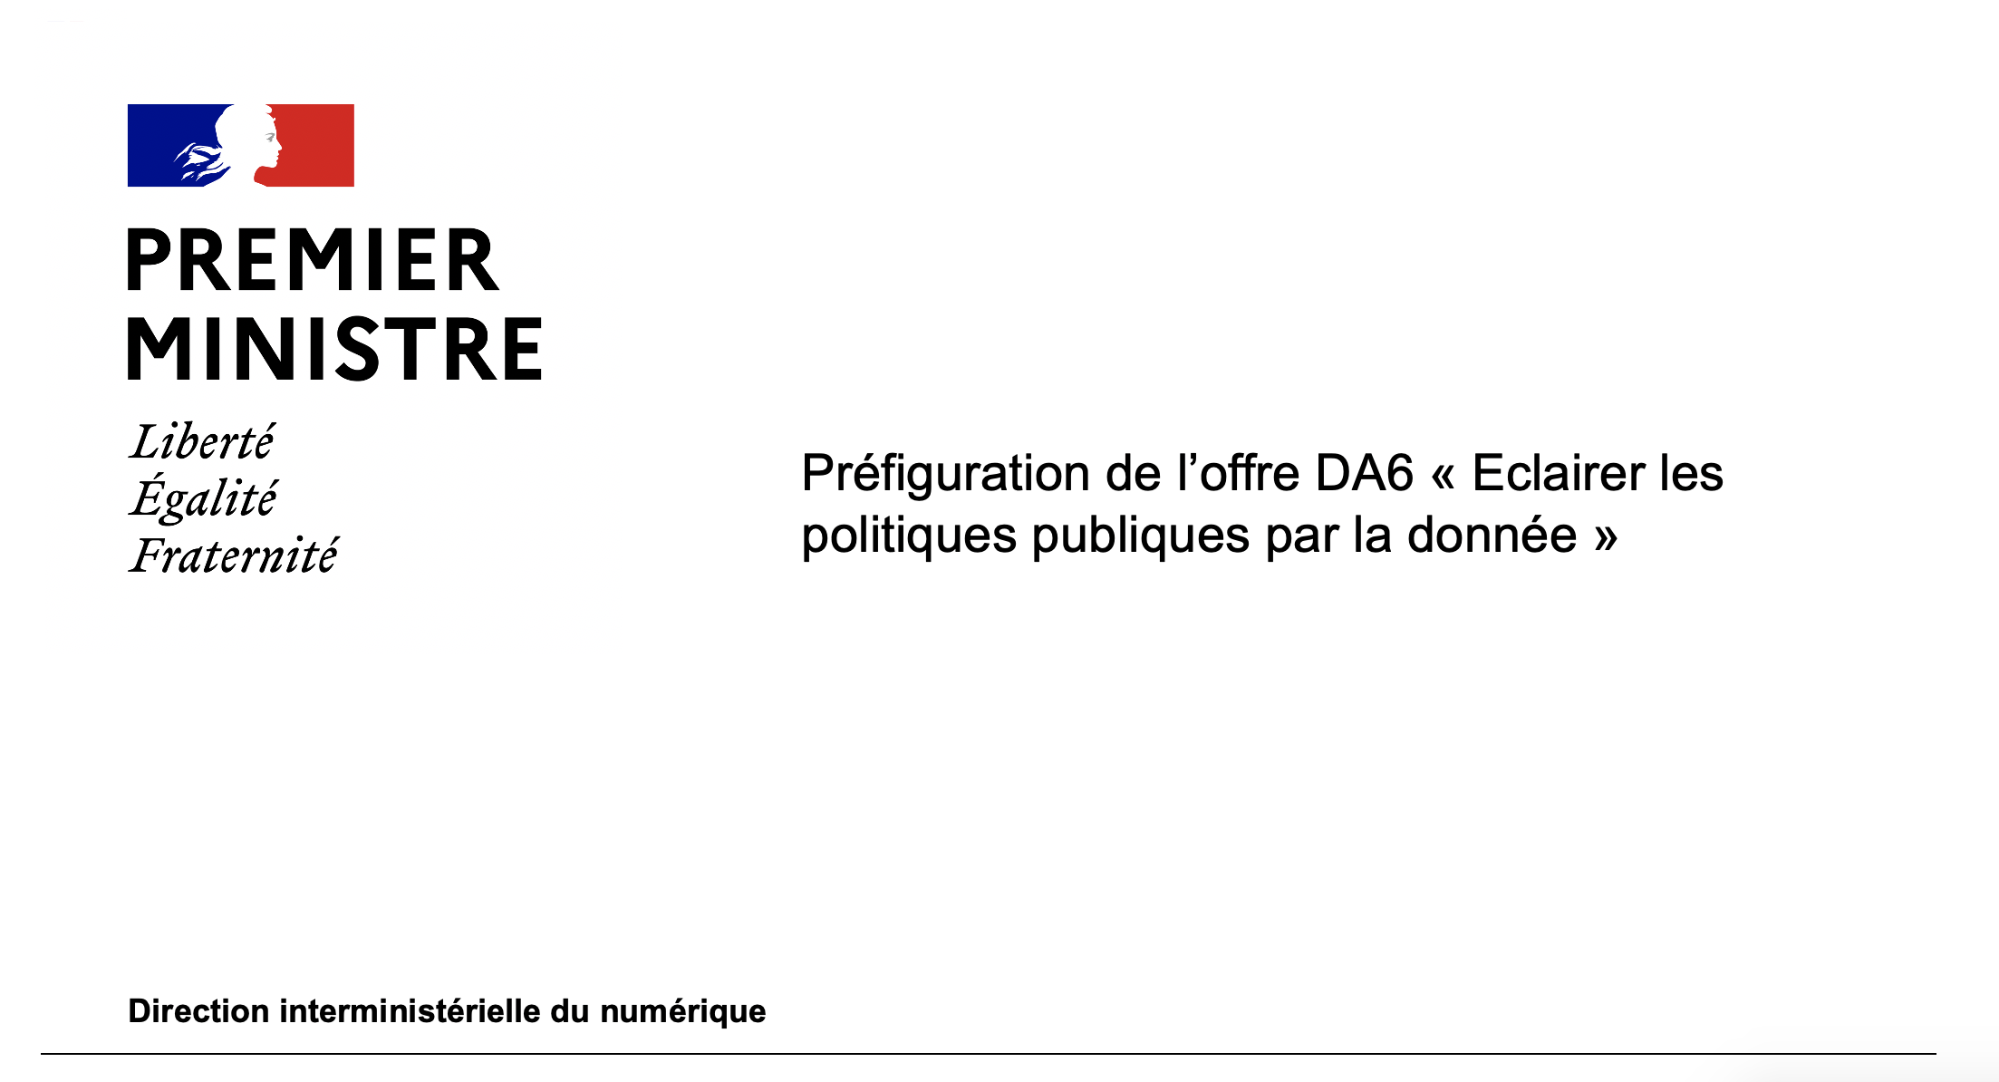 PREMIER
MINISTRE
Liberté
Égalité
Fraternité
Préfiguration de l’offre DA6 « Eclairer les
politiques publiques par la donnée »
Direction interministérielle du numérique